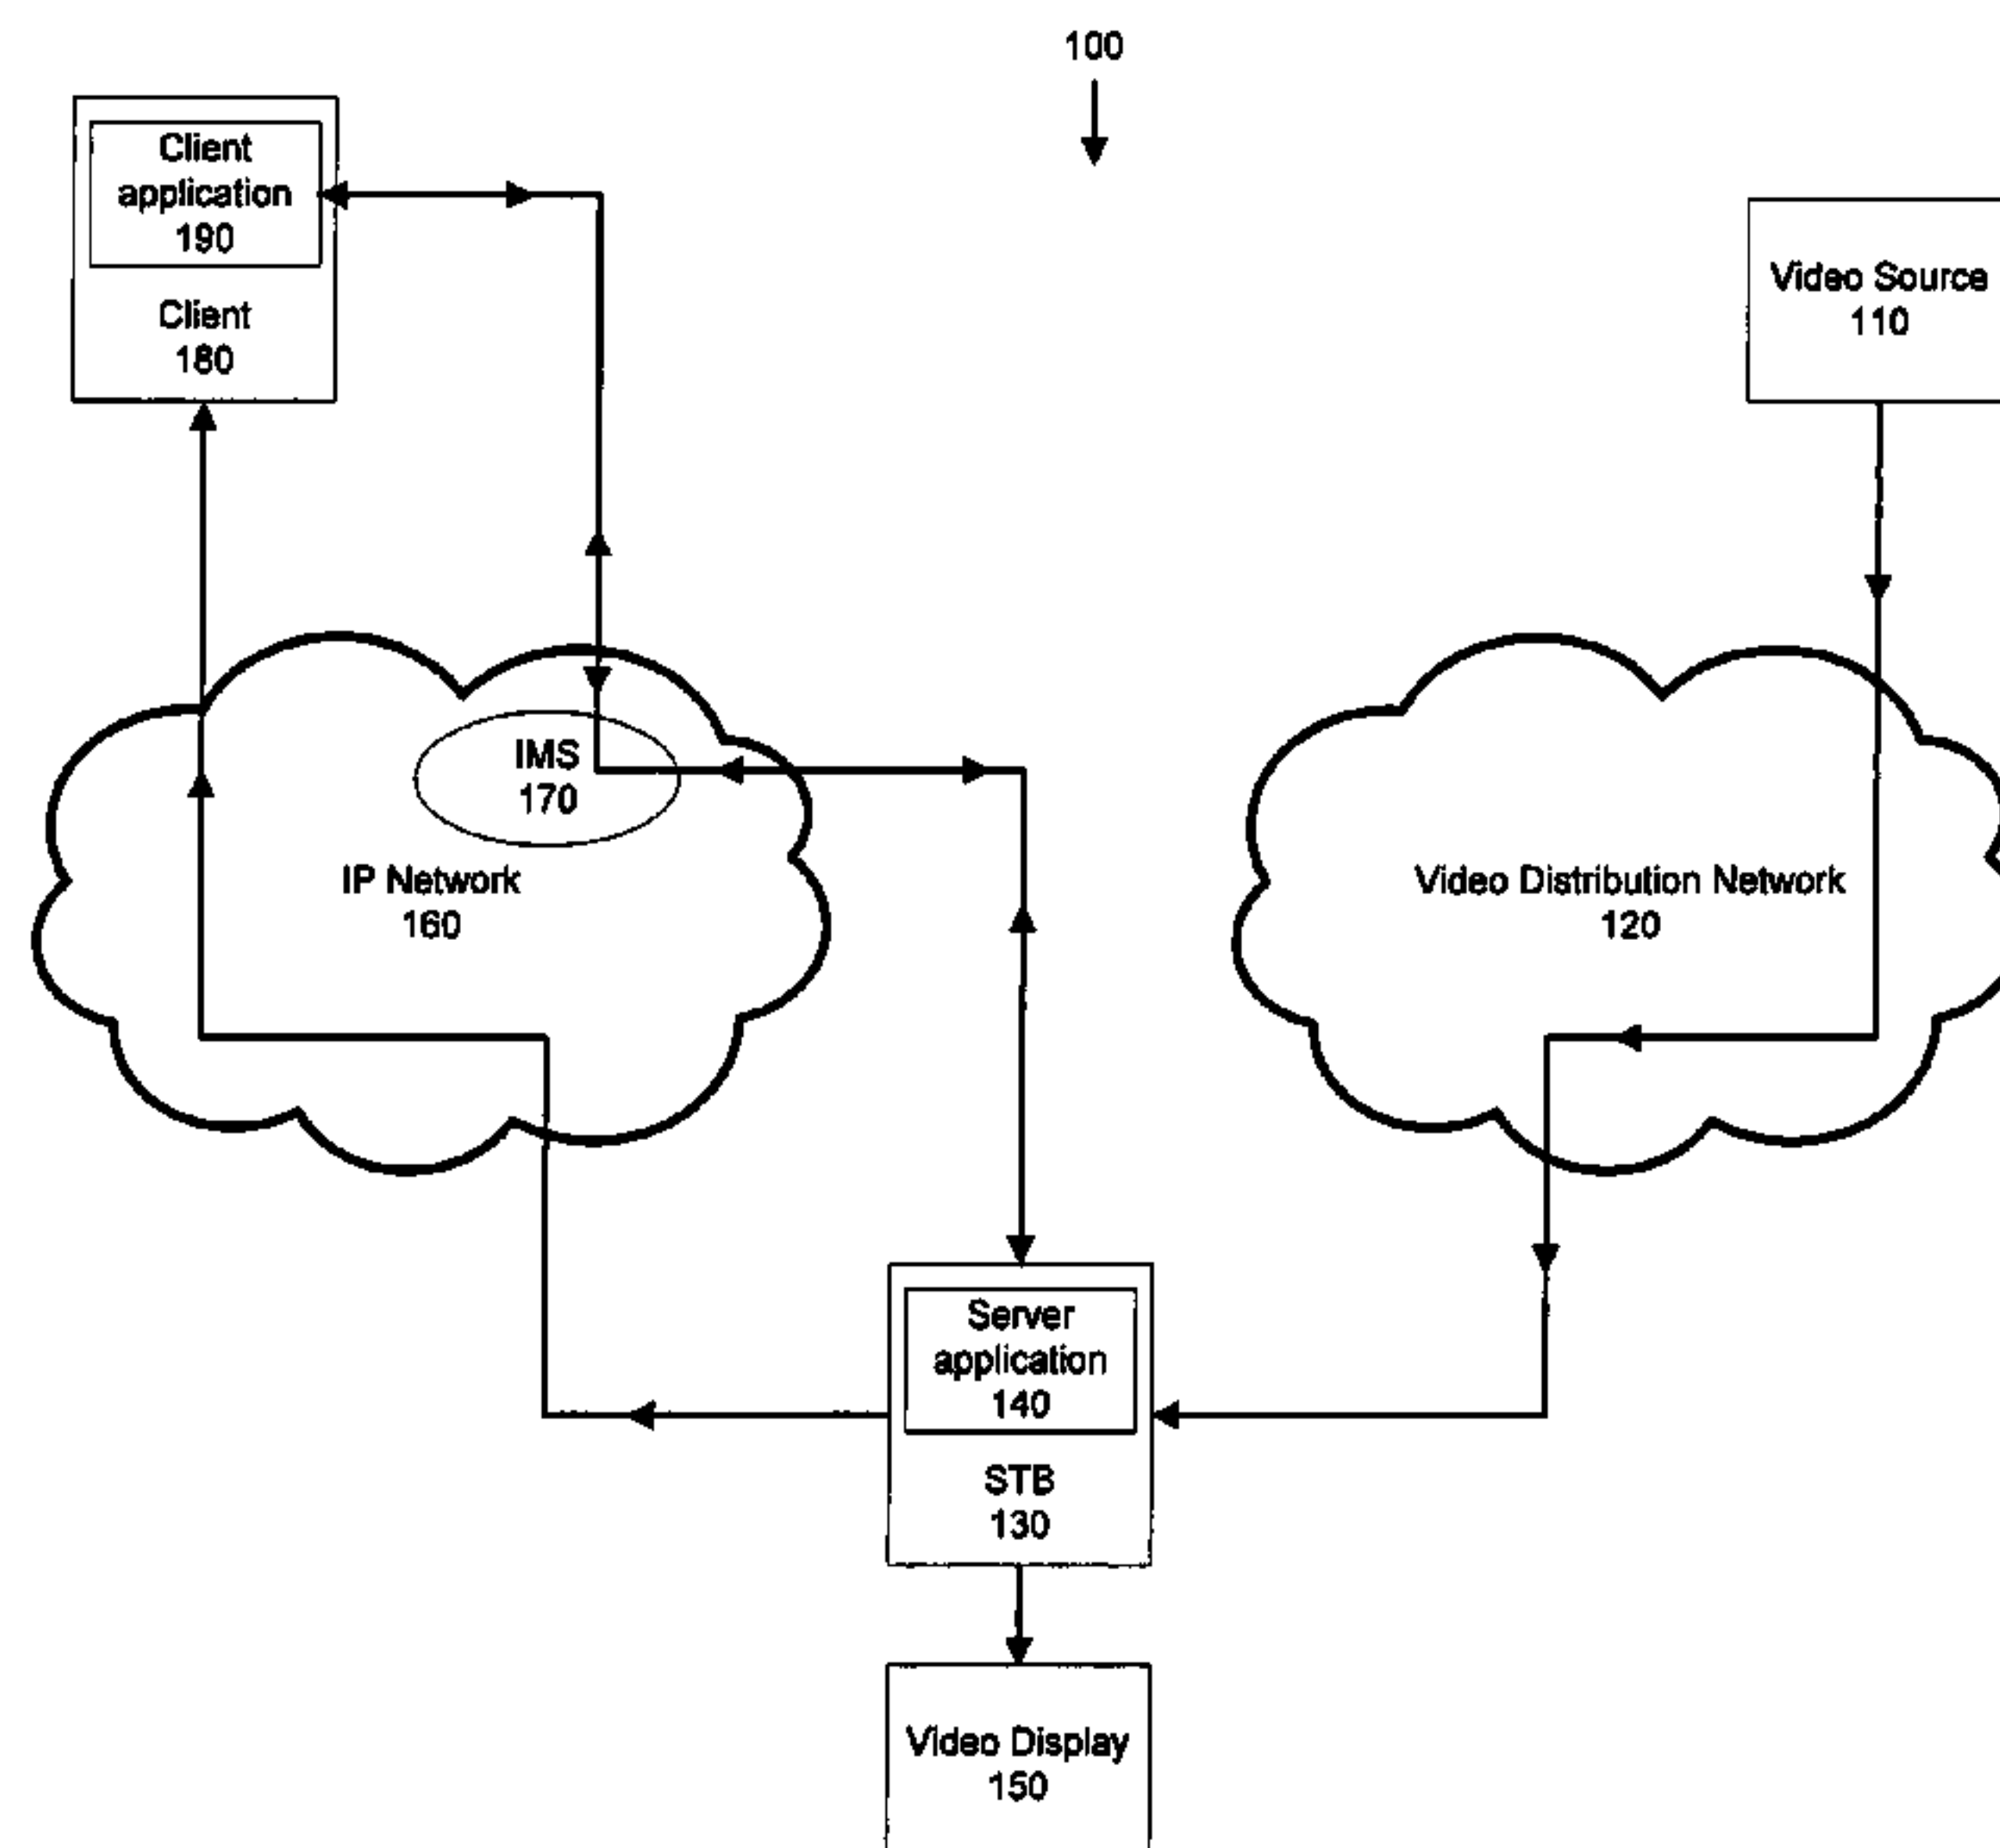 100
Client
application
190
Client
180
Video Source
110
IMS
170
IP Network
160
Video Distribution Network
120
Server
application
140
STB
130
Video Display
150